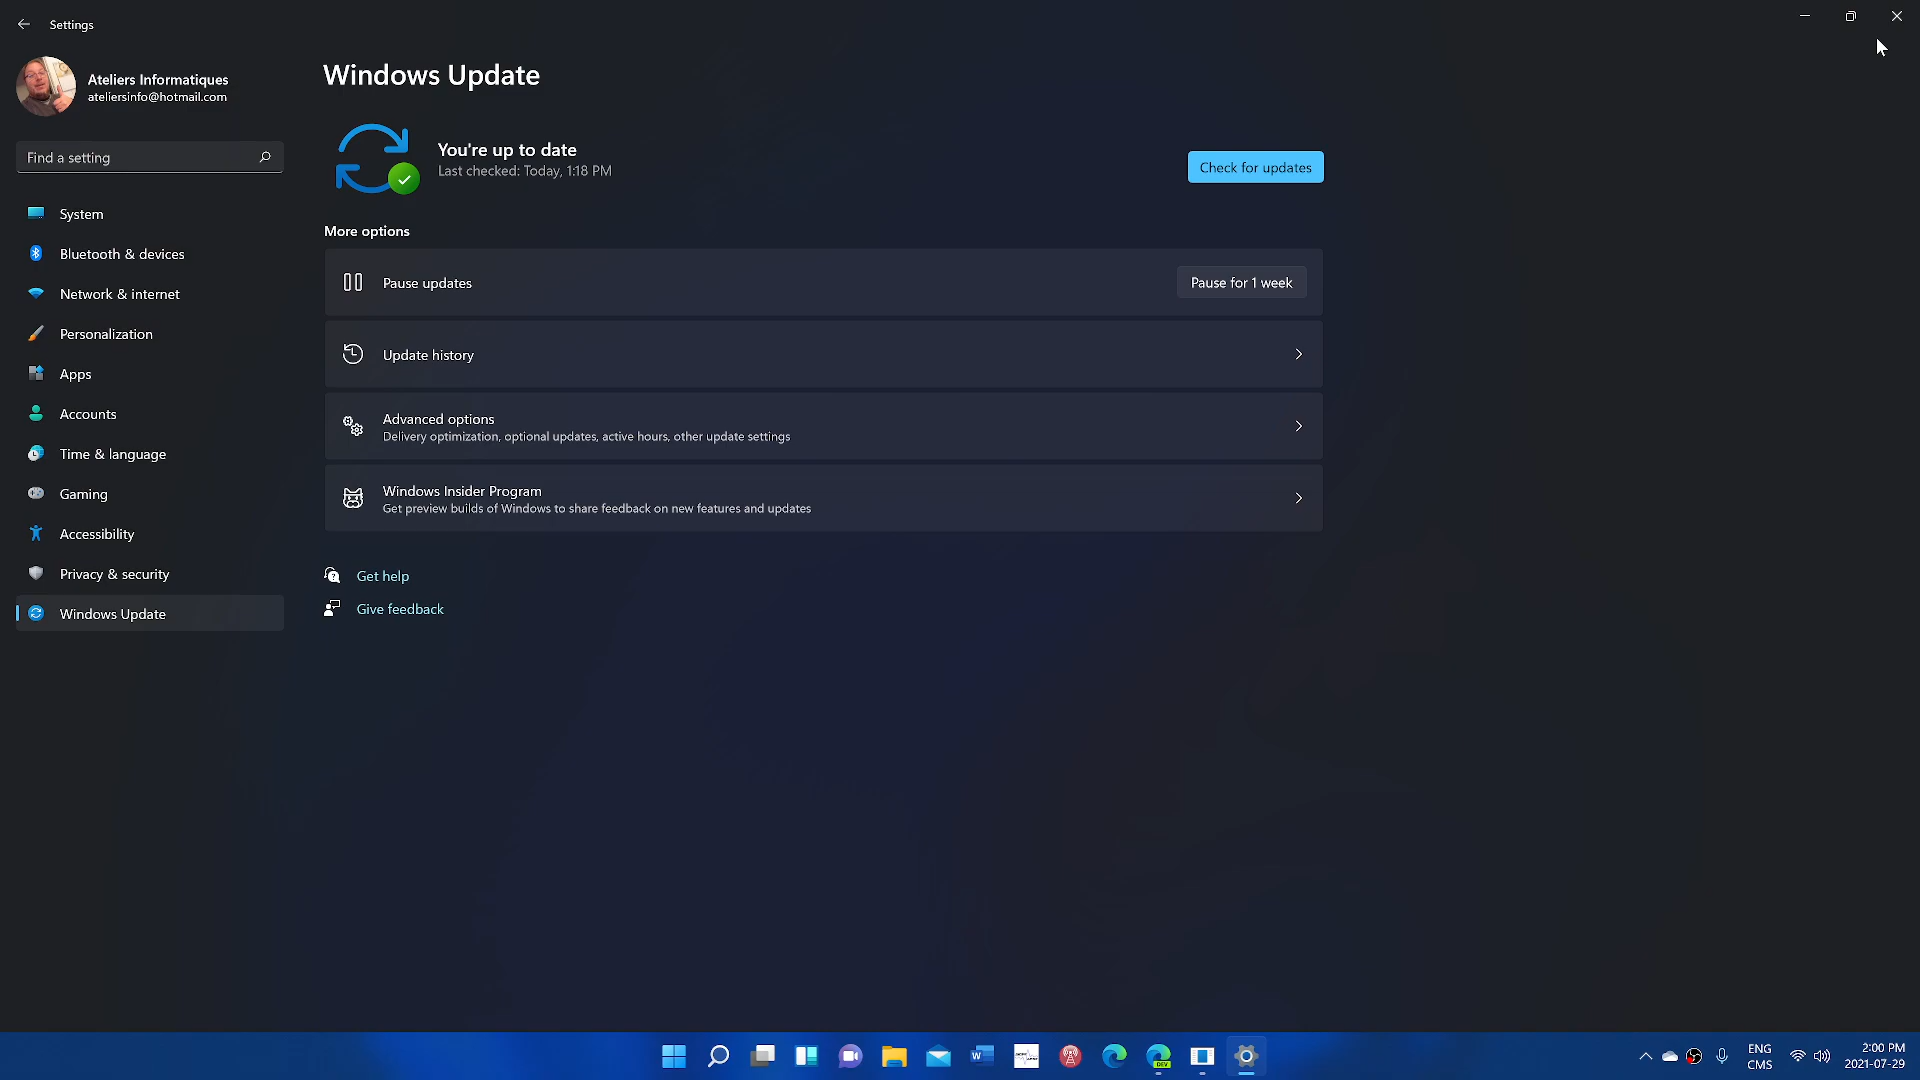 Settings
Ateliers Informatiques
ateliersinfo@hotmail.com
Find a setting
System
Bluetooth & devices
Network & internet
Personalization
Apps
Accounts
Time & language
Gaming
Accessibility
Privacy & security
Windows Update
Windows Update
You're up to date
Last checked: Today, 1:18 PM
Check for updates
More options
Pause updates
Pause for 1 week
Update history
Advanced options
Delivery optimization, optional updates, active hours, other update settings
Windows Insider Program
Get preview builds of Windows to share feedback on new features and updates
Get help
Give feedback
W
DEV
ENG
CMS
2:00 PM
2021-07-29